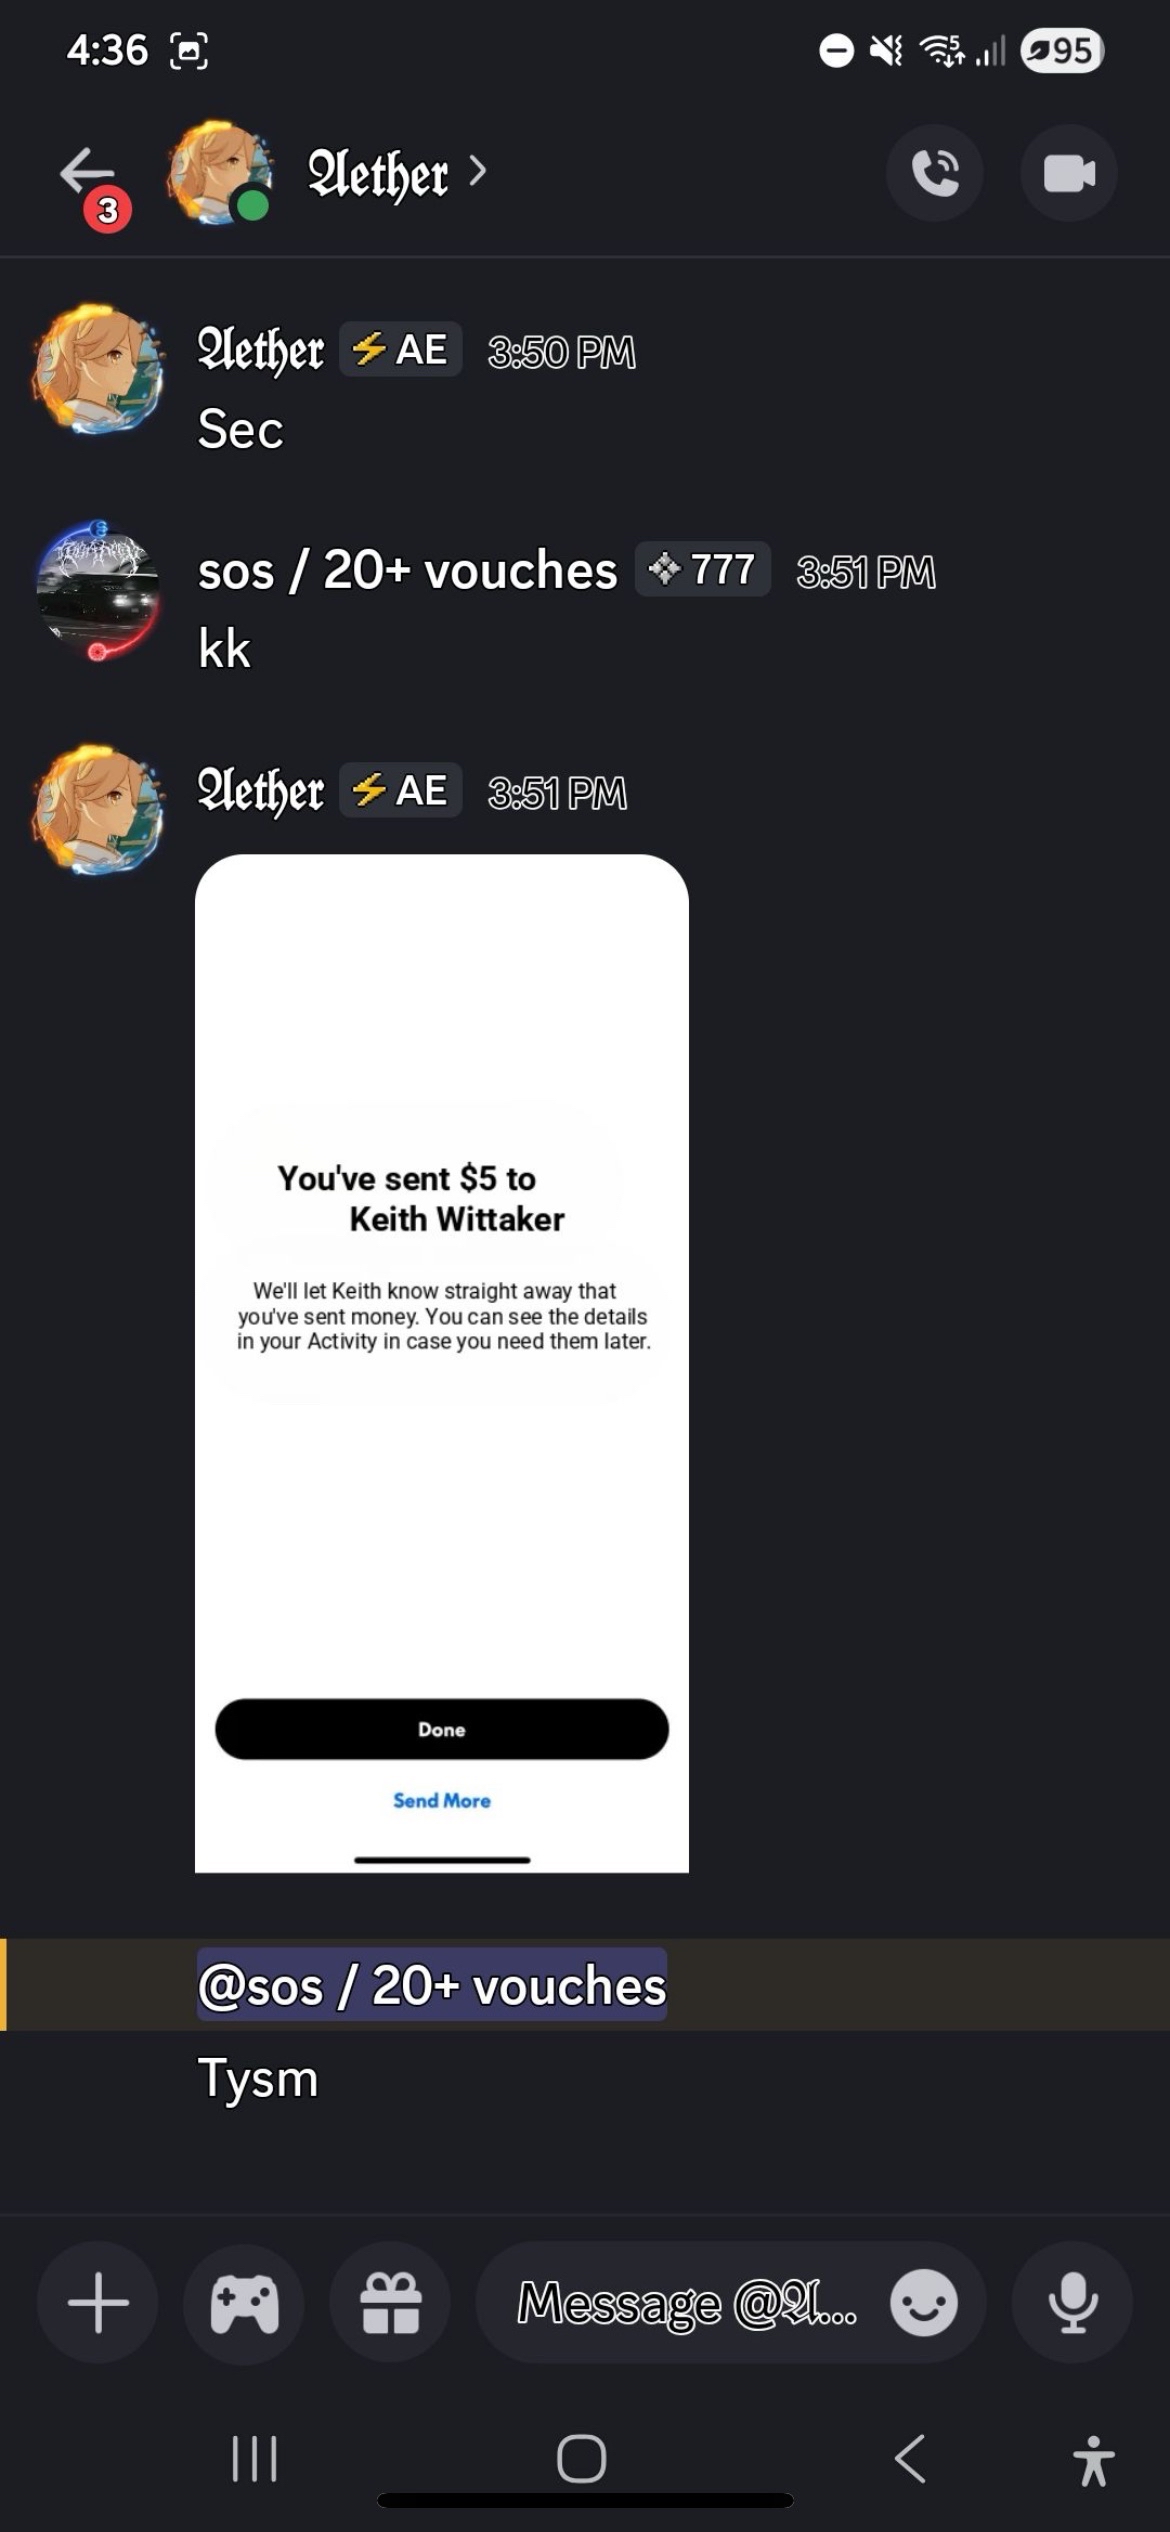 4:36
5
95
3
𝔄𝔢𝔱𝔥𝔢𝔯
𝔄𝔢𝔱𝔥𝔢𝔯 AE 3:50 PM
Sec
sos / 20+ vouches 777 3:51 PM
kk
𝔄𝔢𝔱𝔥𝔢𝔯 AE 3:51 PM
You've sent $5 to
Keith Wittaker
We'll let Keith know straight away that
you've sent money. You can see the details
in your Activity in case you need them later.
Done
Send More
@sos / 20+ vouches
Tysm
Message @𝔄...